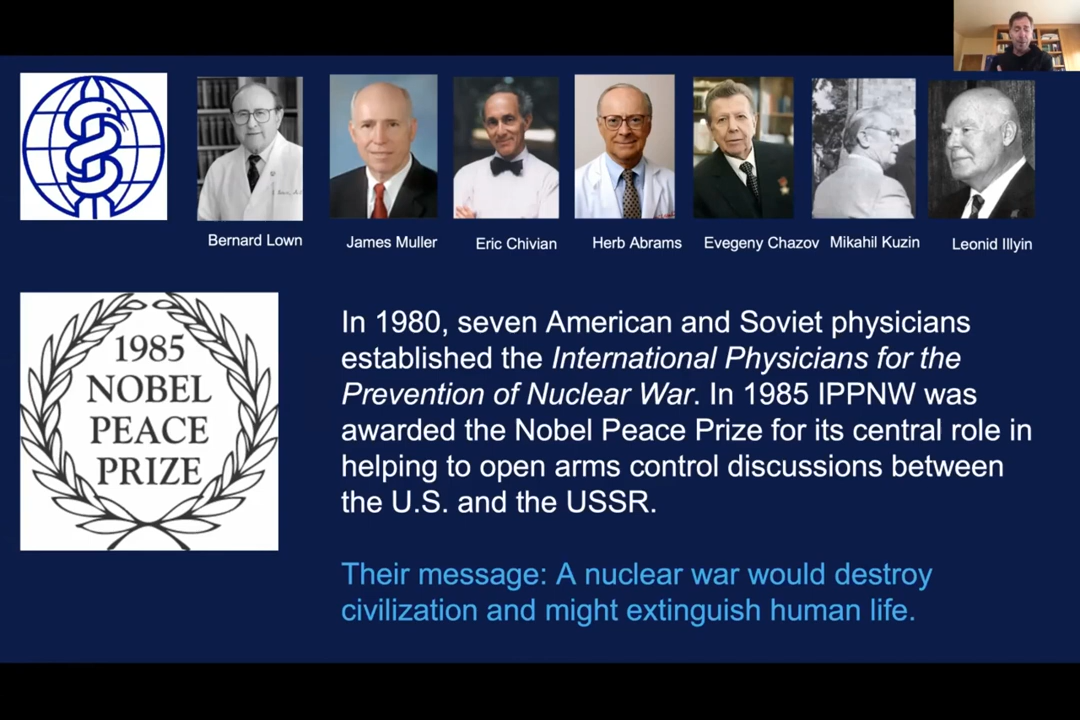 Bernard Lown
James Muller
Eric Chivian
Herb Abrams
Evegeny Chazov
Mikahil Kuzin
Leonid Illyin
1985
NOBEL
PEACE
PRIZE
In 1980, seven American and Soviet physicians
established the International Physicians for the
Prevention of Nuclear War. In 1985 IPPNW was
awarded the Nobel Peace Prize for its central role in
helping to open arms control discussions between
the U.S. and the USSR.
Their message: A nuclear war would destroy
civilization and might extinguish human life.